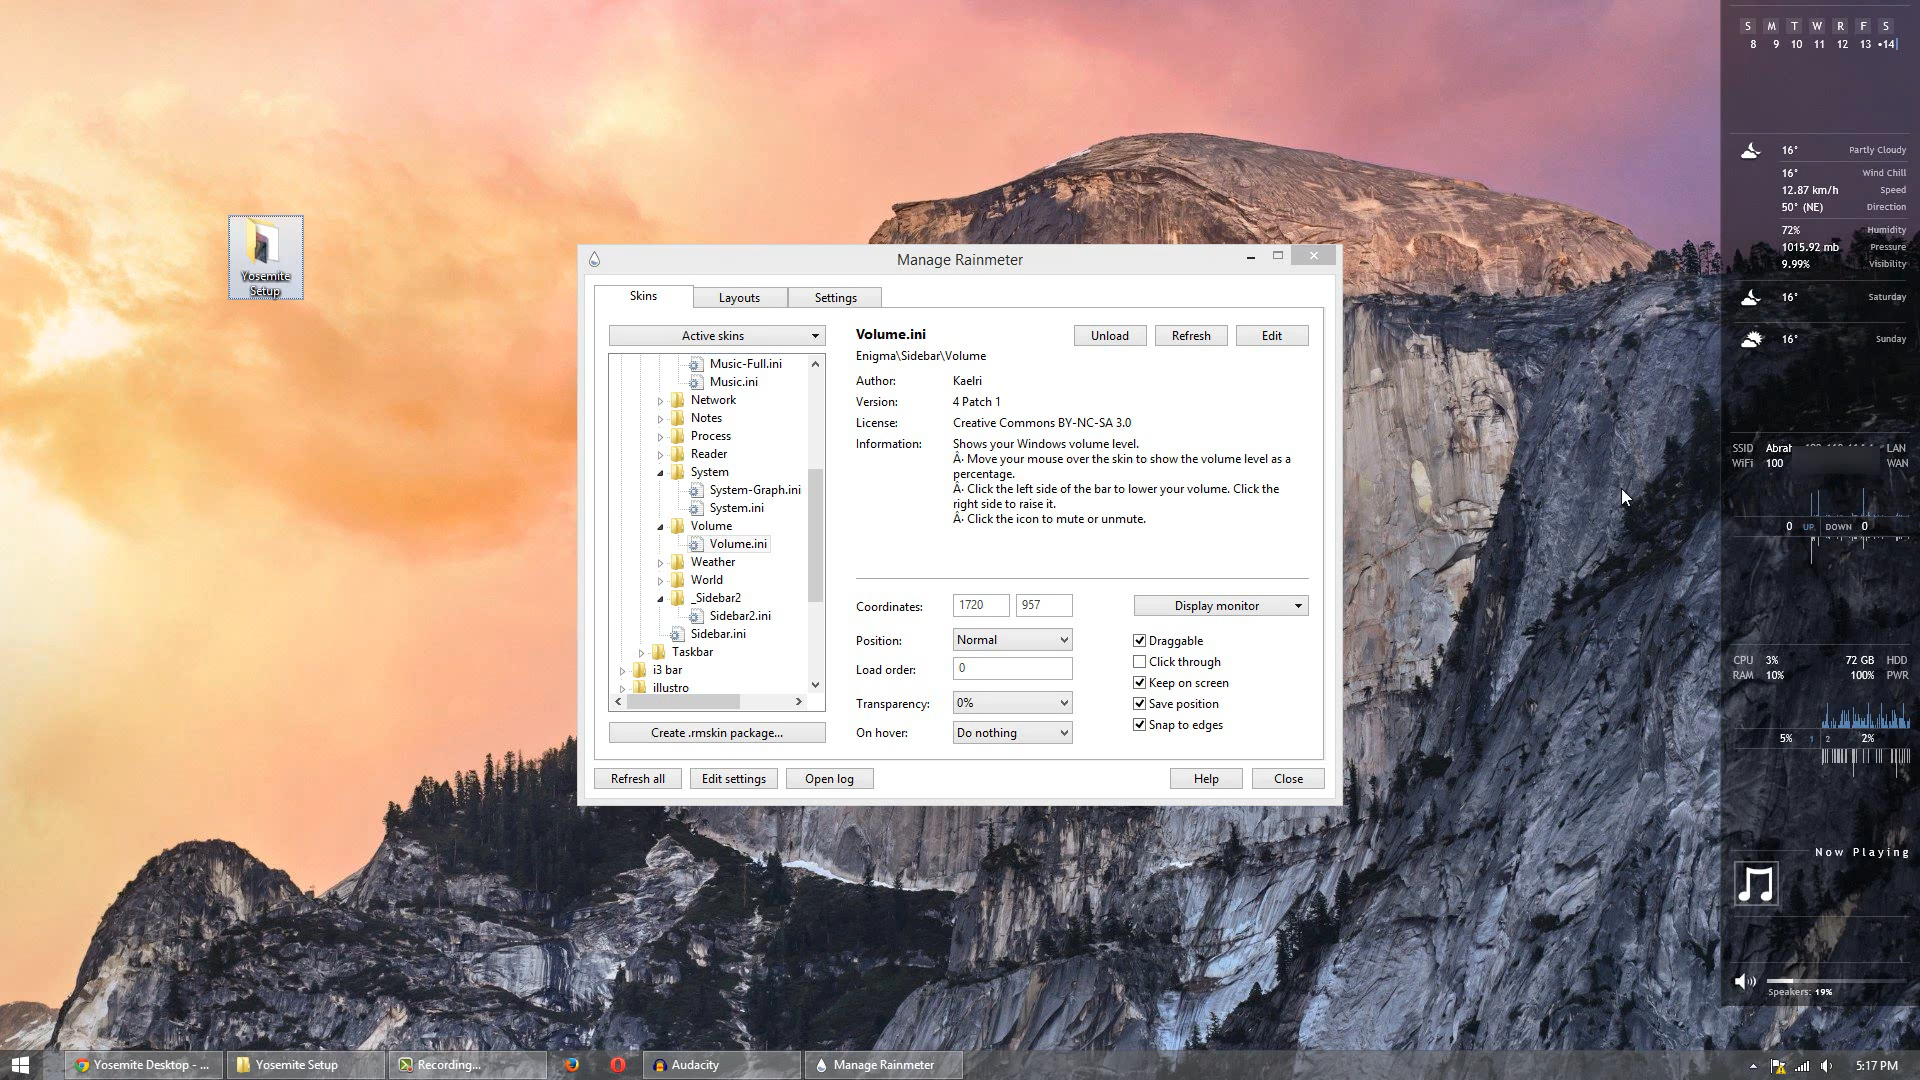 S M T W R F S
8 9 10 11 12 13 •14
16° Partly Cloudy
16° Wind Chill
12.87 km/h Speed
50° (NE) Direction
72% Humidity
1015.92 mb Pressure
9.99% Visibility
16° Saturday
16° Sunday
SSID Abrah LAN
WiFi 100 WAN
0 UP DOWN 0
CPU 3% 72 GB HDD
RAM 10% 100% PWR
5% 1 2 2%
Now Playing
Speakers: 19%
Yosemite
Setup
Manage Rainmeter
Skins Layouts Settings
Active skins
Music-Full.ini
Music.ini
Network
Notes
Process
Reader
System
System-Graph.ini
System.ini
Volume
Volume.ini
Weather
World
_Sidebar2
Sidebar2.ini
Sidebar.ini
Taskbar
i3 bar
illustro
Create .rmskin package...
Volume.ini Unload Refresh Edit
Enigma\Sidebar\Volume
Author: Kaelri
Version: 4 Patch 1
License: Creative Commons BY-NC-SA 3.0
Information: Shows your Windows volume level.
Â· Move your mouse over the skin to show the volume level as a
percentage.
Â· Click the left side of the bar to lower your volume. Click the
right side to raise it.
Â· Click the icon to mute or unmute.
Coordinates: 1720 957 Display monitor
Position: Normal
Load order: 0
Transparency: 0%
On hover: Do nothing
Draggable
Click through
Keep on screen
Save position
Snap to edges
Refresh all Edit settings Open log Help Close
Yosemite Desktop - ... Yosemite Setup Recording... Audacity Manage Rainmeter 5:17 PM